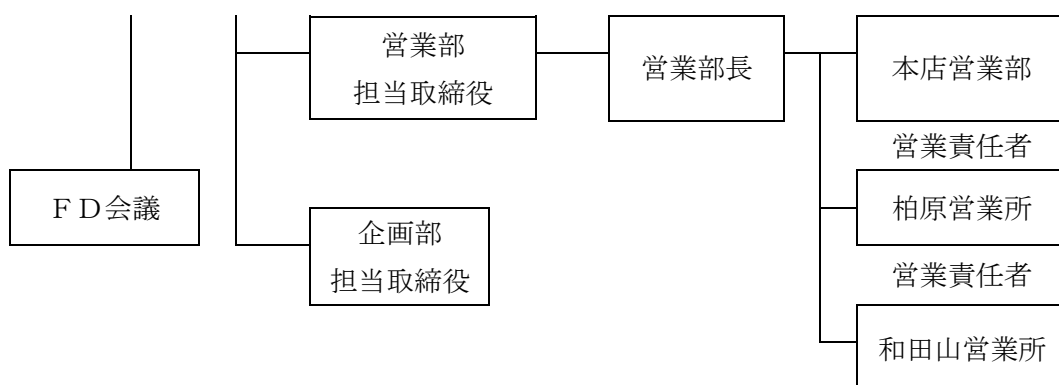 営業部
担当取締役
営業部長
本店営業部
営業責任者
ＦＤ会議
柏原営業所
企画部
担当取締役
営業責任者
和田山営業所